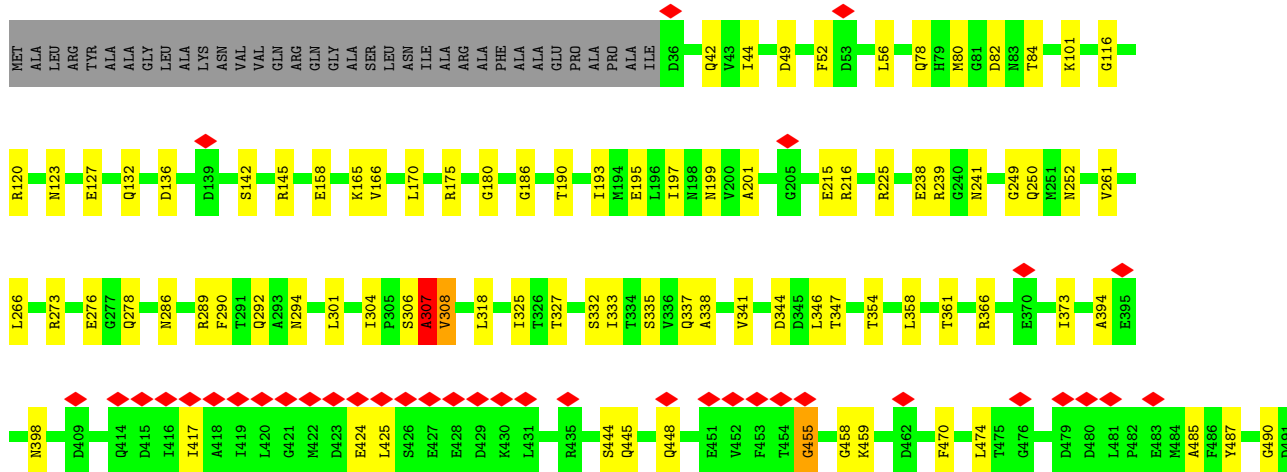 MET ALA LEU ARG TYR ALA ALA GLY LEU ALA LYS ASN VAL VAL GLN ARG GLN GLY ALA SER LEU ASN ILE ALA ARG ALA PHE ALA ALA GLU PRO ALA PRO ALA ILE D36 Q42 V43 I44 D49 F52 D53 L56 Q78 H79 M80 G81 D82 N83 T84 K101 G116
R120 N123 E127 Q132 D136 D139 S142 R145 E158 K165 V166 L170 R175 G180 G186 T190 I193 M194 E195 L196 I197 N198 N199 V200 A201 G205 E215 R216 R225 E238 R239 G240 N241 G249 Q250 M251 N252 V261
L266 R273 E276 G277 Q278 N286 R289 F290 T291 Q292 A293 N294 L301 I304 P305 S306 A307 V308 L318 I325 T326 T327 S332 I333 T334 S335 V336 Q337 A338 V341 D344 D345 L346 T347 T354 L358 T361 R366 E370 I373 A394 E395
N398 D409 Q414 D415 I416 I417 A418 I419 L420 G421 M422 D423 E424 L425 S426 E427 E428 D429 K430 L431 R435 S444 Q445 Q448 E451 V452 F453 T454 G455 G458 K459 D462 F470 L474 T475 G476 D479 D480 L481 P482 E483 M484 A485 F486 Y487 G490